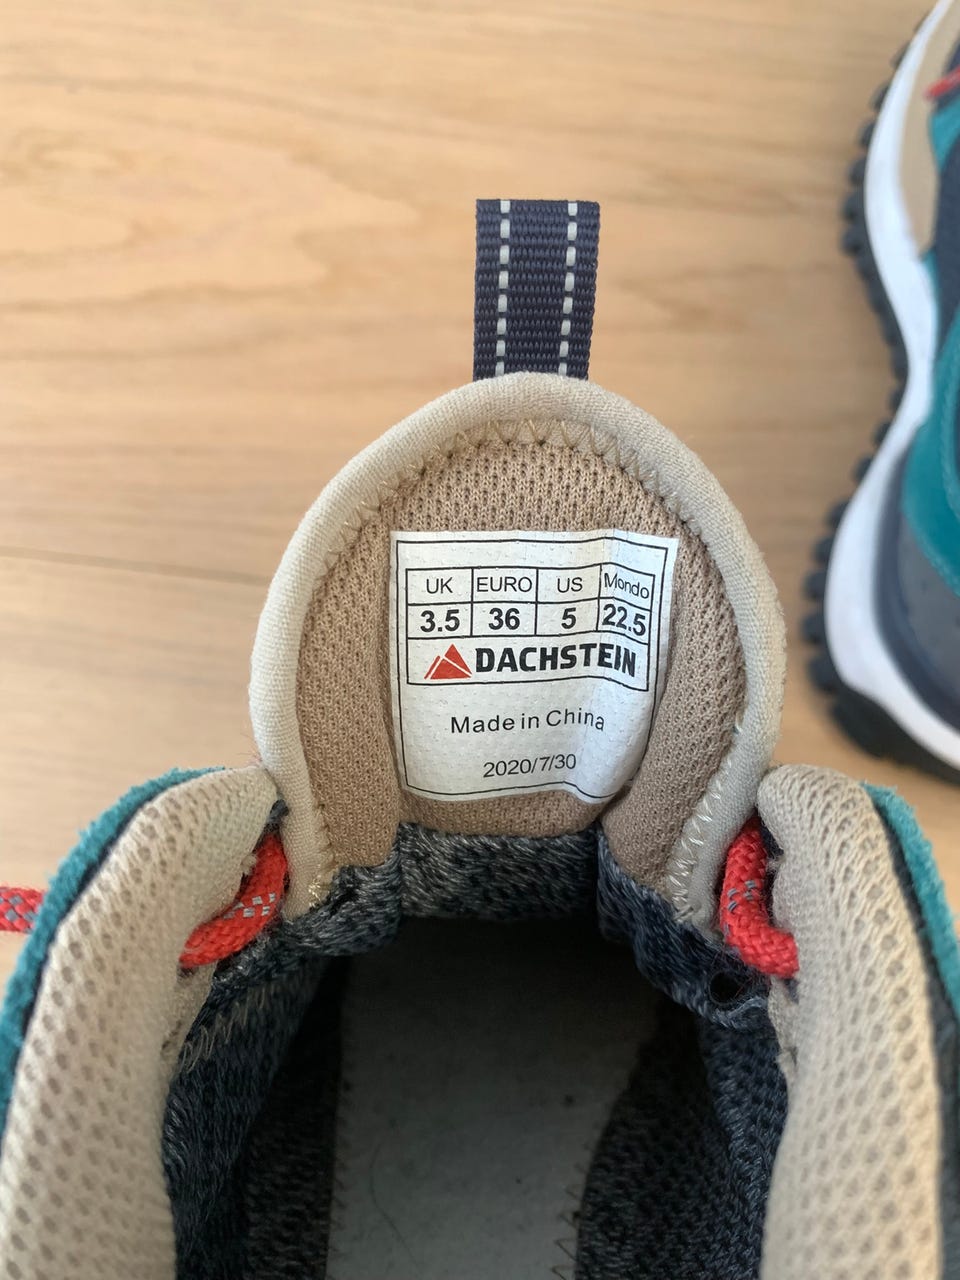 UK EURO US Mondo
3.5 36 5 22.5
DACHSTEIN
Made in China
2020/7/30